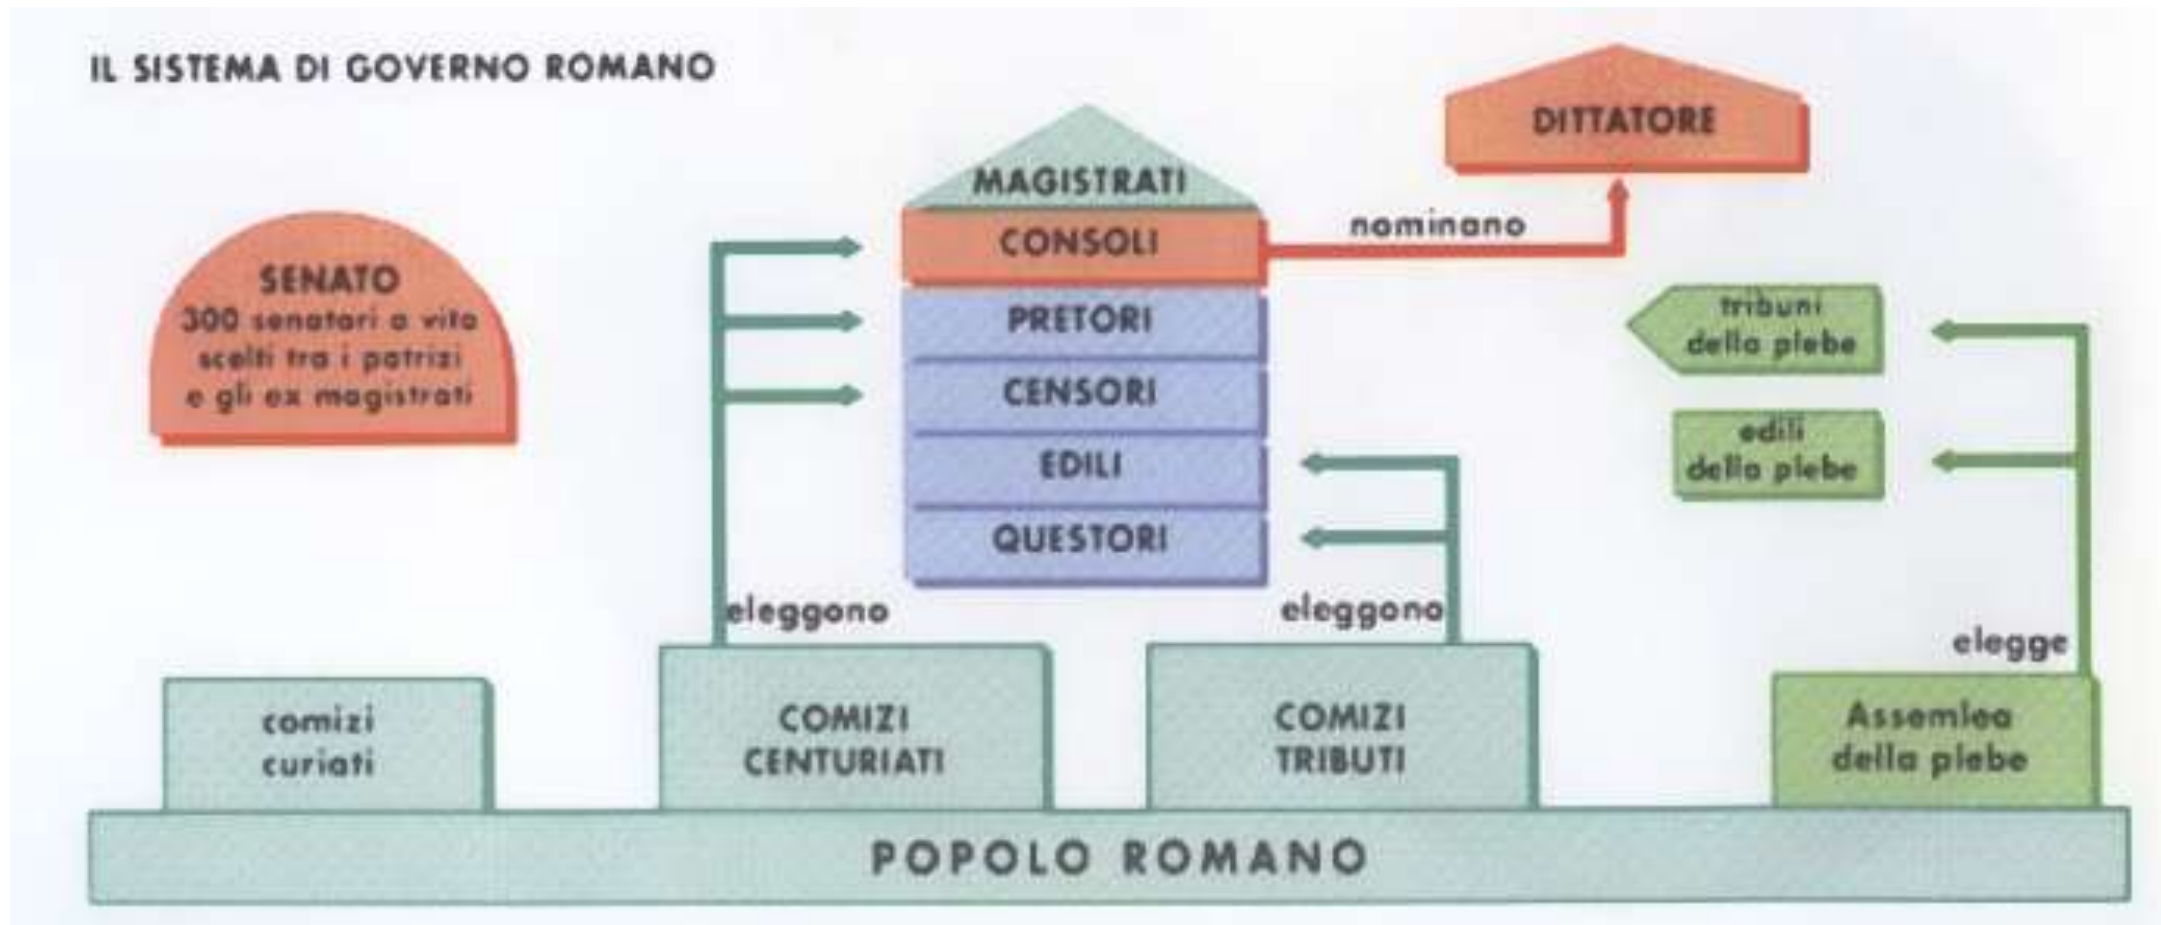 IL SISTEMA DI GOVERNO ROMANO
DITTATORE
MAGISTRATI
CONSOLI
nominano
SENATO
300 senatori a vita
scelti tra i patrizi
e gli ex magistrati
PRETORI
tribuni
della plebe
CENSORI
EDILI
edili
della plebe
QUESTORI
eleggono
eleggono
elegge
comizi
curiati
COMIZI
CENTURIATI
COMIZI
TRIBUTI
Assemlea
della plebe
POPOLO ROMANO